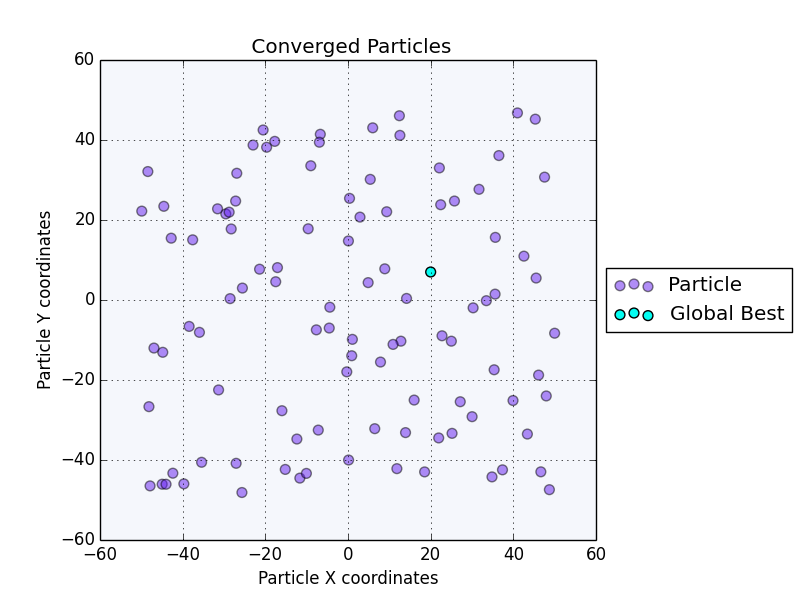 Converged Particles
60
40
20
0
−20
−40
−60
−60 −40 −20 0 20 40 60
Particle X coordinates
Particle Y coordinates
Particle
Global Best